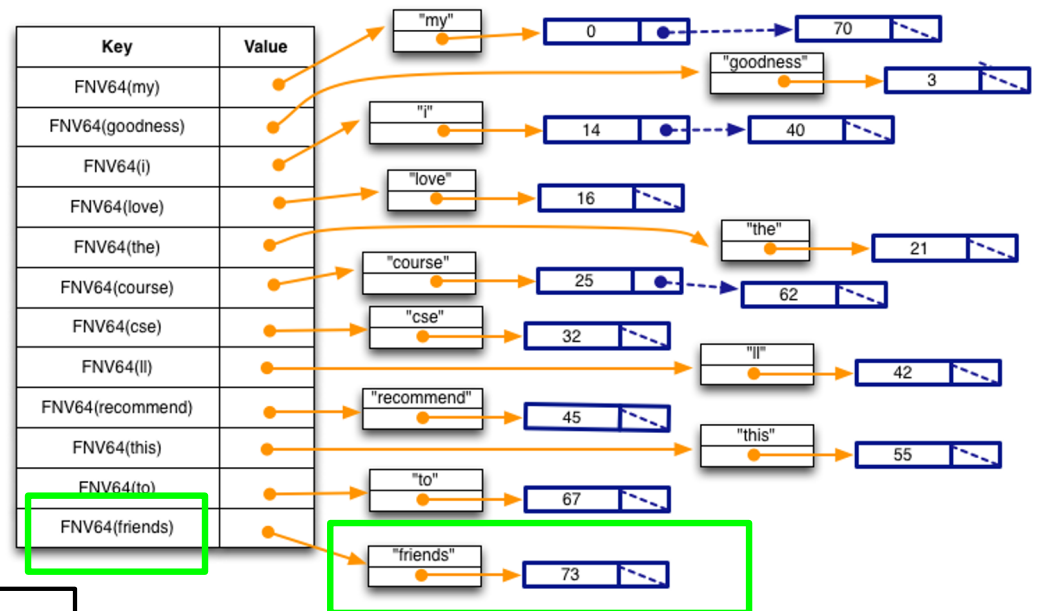 Key Value
FNV64(my) "my" 0 70
FNV64(goodness) "goodness" 3
FNV64(i) "i" 14 40
FNV64(love) "love" 16
FNV64(the) "the" 21
FNV64(course) "course" 25 62
FNV64(cse) "cse" 32
FNV64(ll) "ll" 42
FNV64(recommend) "recommend" 45
FNV64(this) "this" 55
FNV64(to) "to" 67
FNV64(friends) "friends" 73